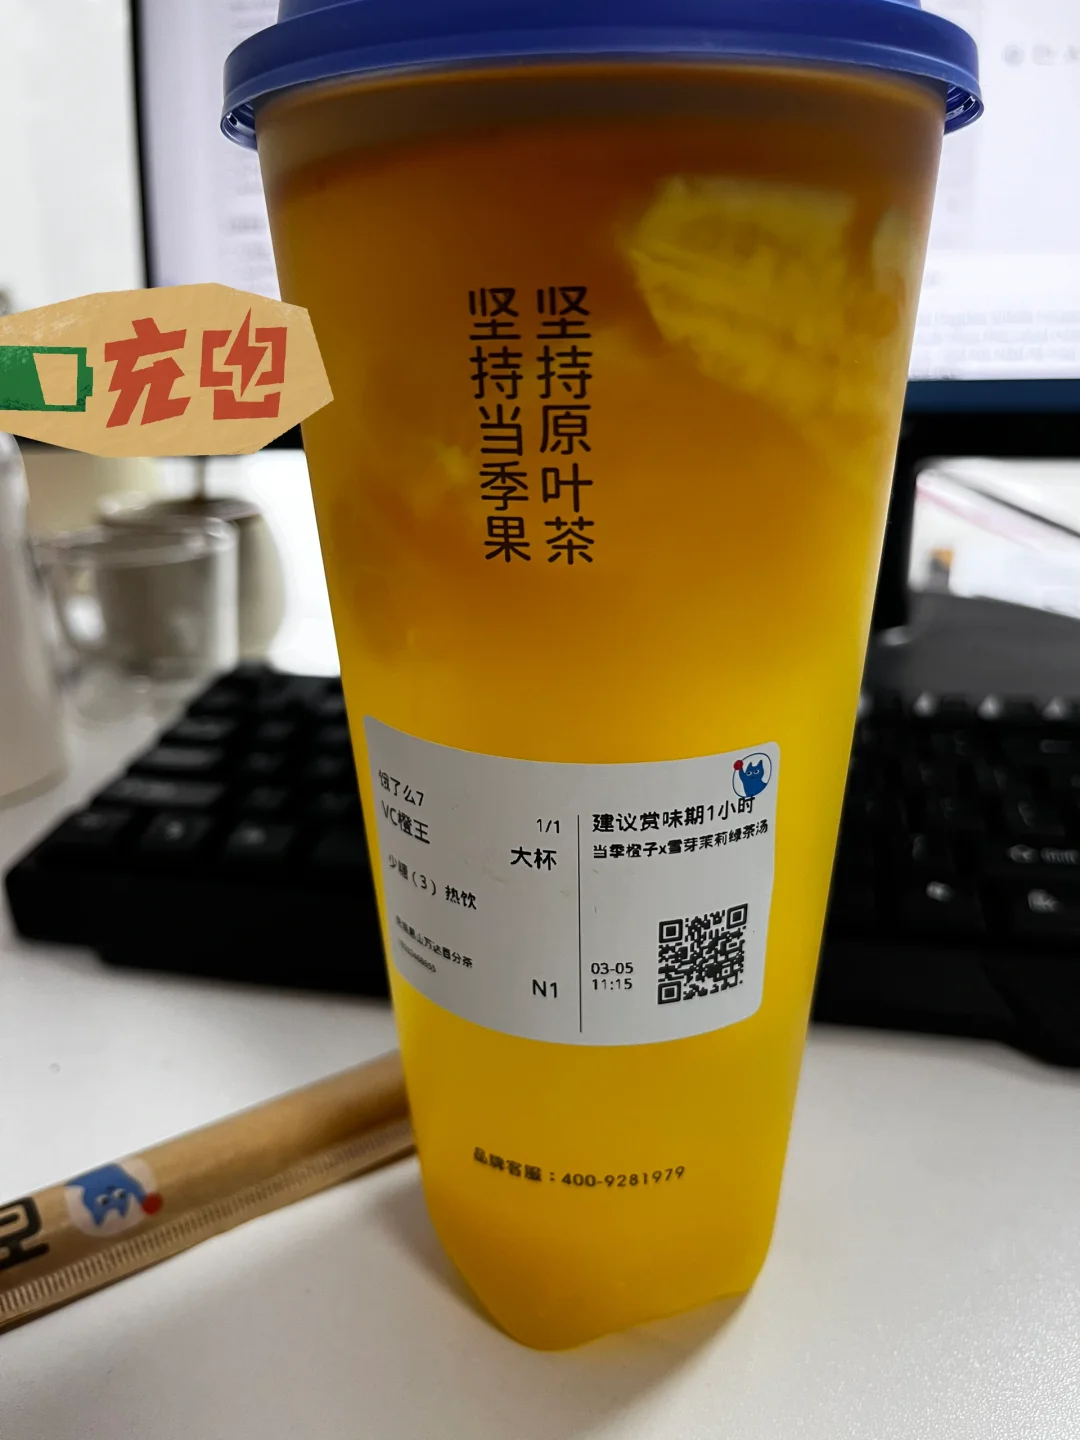 充电
坚持原叶茶
坚持当季果
饿了么7
VC橙王
1/1
大杯
少糖（3）热饮
N1
建议赏味期1小时
当季橙子x雪芽茉莉绿茶汤
03-05
11:15
品牌客服：400-9281979